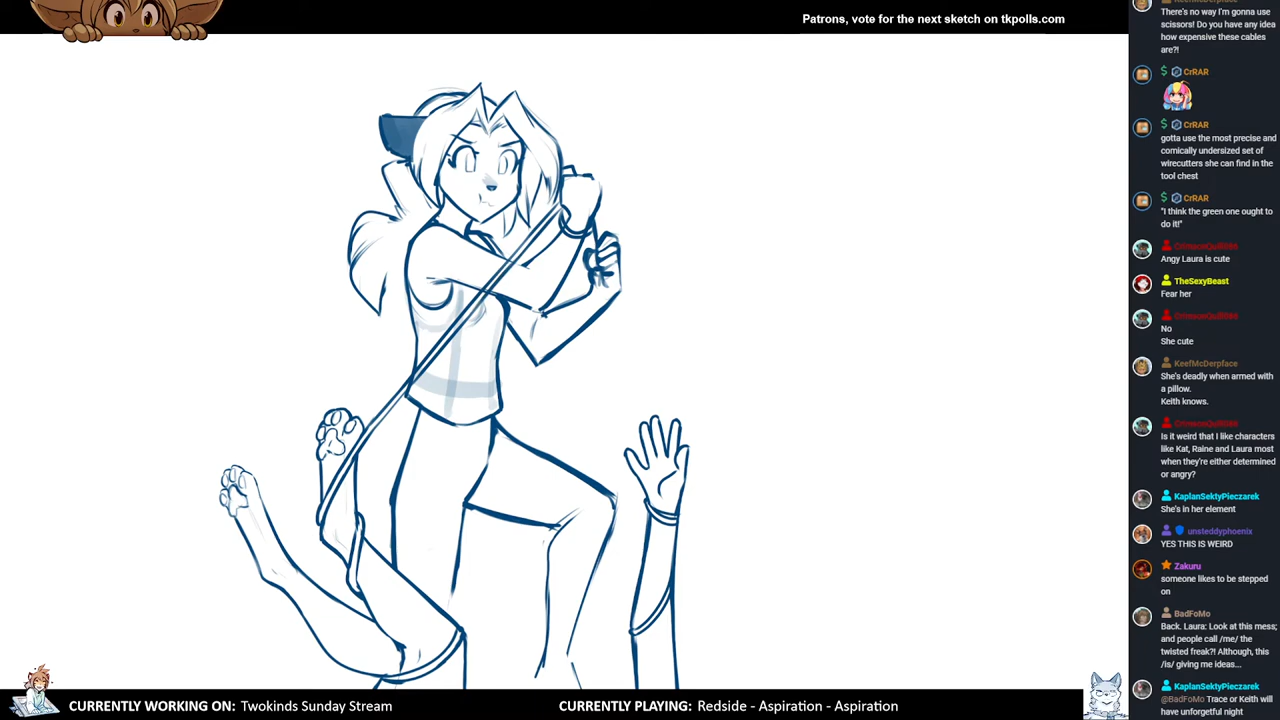 Patrons, vote for the next sketch on tkpolls.com
There's no way I'm gonna use
scissors! Do you have any idea
how expensive these cables
are?!
$ CrRAR
$ CrRAR
gotta use the most precise and
comically undersized set of
wirecutters she can find in the
tool chest
$ CrRAR
"I think the green one ought to
do it!"
Angy Laura is cute
TheSexyBeast
Fear her
No
She cute
KeefMcDerpface
She's deadly when armed with
a pillow.
Keith knows.
Is it weird that I like characters
like Kat, Raine and Laura most
when they're either determined
or angry?
KaplanSektyPieczarek
She's in her element
unsteddyphoenix
YES THIS IS WEIRD
Zakuru
someone likes to be stepped
on
BadFoMo
Back. Laura: Look at this mess;
and people call /me/ the
twisted freak?! Although, this
/is/ giving me ideas...
KaplanSektyPieczarek
@BadFoMo Trace or Keith will
have unforgetful night
CURRENTLY WORKING ON: Twokinds Sunday Stream
CURRENTLY PLAYING: Redside - Aspiration - Aspiration